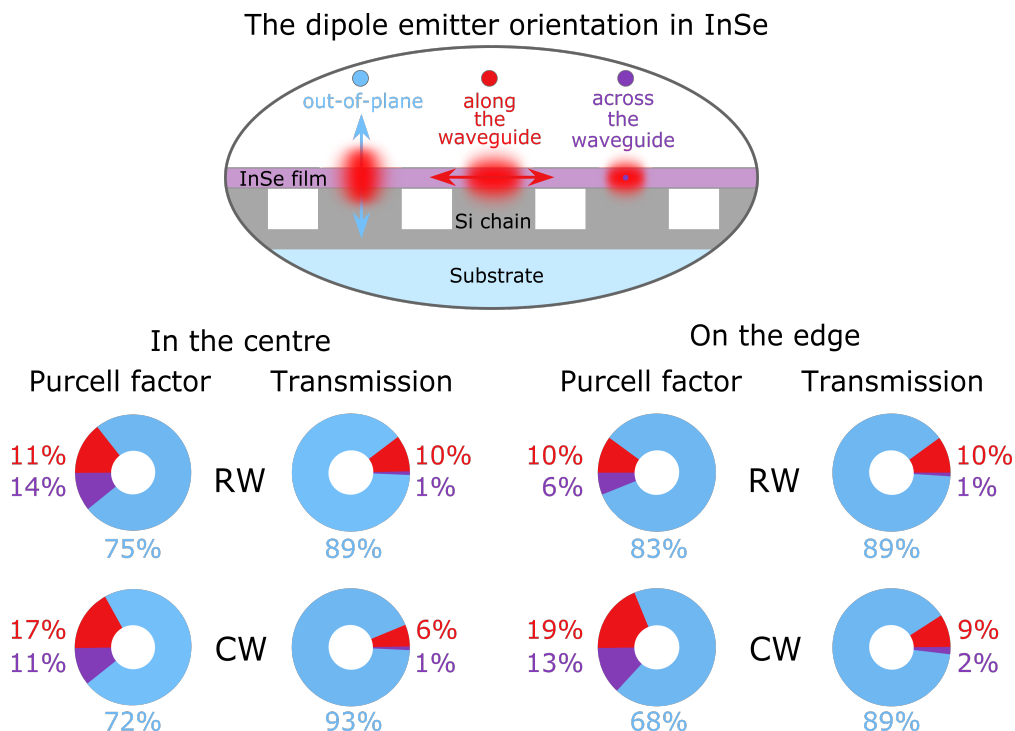 The dipole emitter orientation in InSe
out-of-plane
along
the
waveguide
across
the
waveguide
InSe film
Si chain
Substrate
In the centre
On the edge
Purcell factor
Transmission
Purcell factor
Transmission
11%
14%
75%
RW
10%
1%
89%
10%
6%
83%
RW
10%
1%
89%
17%
11%
72%
CW
6%
1%
93%
19%
13%
68%
CW
9%
2%
89%